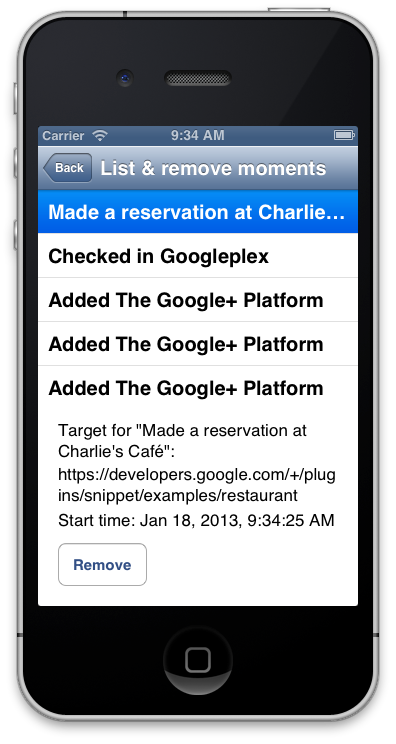 Carrier 9:34 AM
Back List & remove moments
Made a reservation at Charlie...
Checked in Googleplex
Added The Google+ Platform
Added The Google+ Platform
Added The Google+ Platform
Target for "Made a reservation at
Charlie's Café":
https://developers.google.com/+/plug
ins/snippet/examples/restaurant
Start time: Jan 18, 2013, 9:34:25 AM
Remove